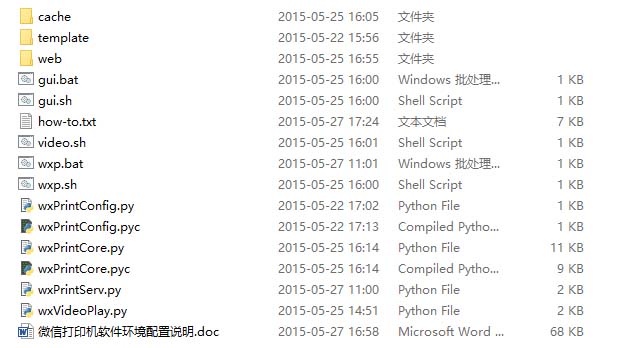 cache 2015-05-25 16:05 文件夹
template 2015-05-22 15:56 文件夹
web 2015-05-25 16:55 文件夹
gui.bat 2015-05-25 16:00 Windows 批处理... 1 KB
gui.sh 2015-05-25 16:00 Shell Script 1 KB
how-to.txt 2015-05-27 17:24 文本文档 7 KB
video.sh 2015-05-25 16:01 Shell Script 1 KB
wxp.bat 2015-05-27 11:01 Windows 批处理... 1 KB
wxp.sh 2015-05-25 16:00 Shell Script 1 KB
wxPrintConfig.py 2015-05-22 17:02 Python File 1 KB
wxPrintConfig.pyc 2015-05-22 17:13 Compiled Pytho... 1 KB
wxPrintCore.py 2015-05-25 16:14 Python File 11 KB
wxPrintCore.pyc 2015-05-25 16:14 Compiled Pytho... 9 KB
wxPrintServ.py 2015-05-27 11:00 Python File 2 KB
wxVideoPlay.py 2015-05-25 14:51 Python File 2 KB
微信打印机软件环境配置说明.doc 2015-05-27 16:58 Microsoft Word ... 68 KB